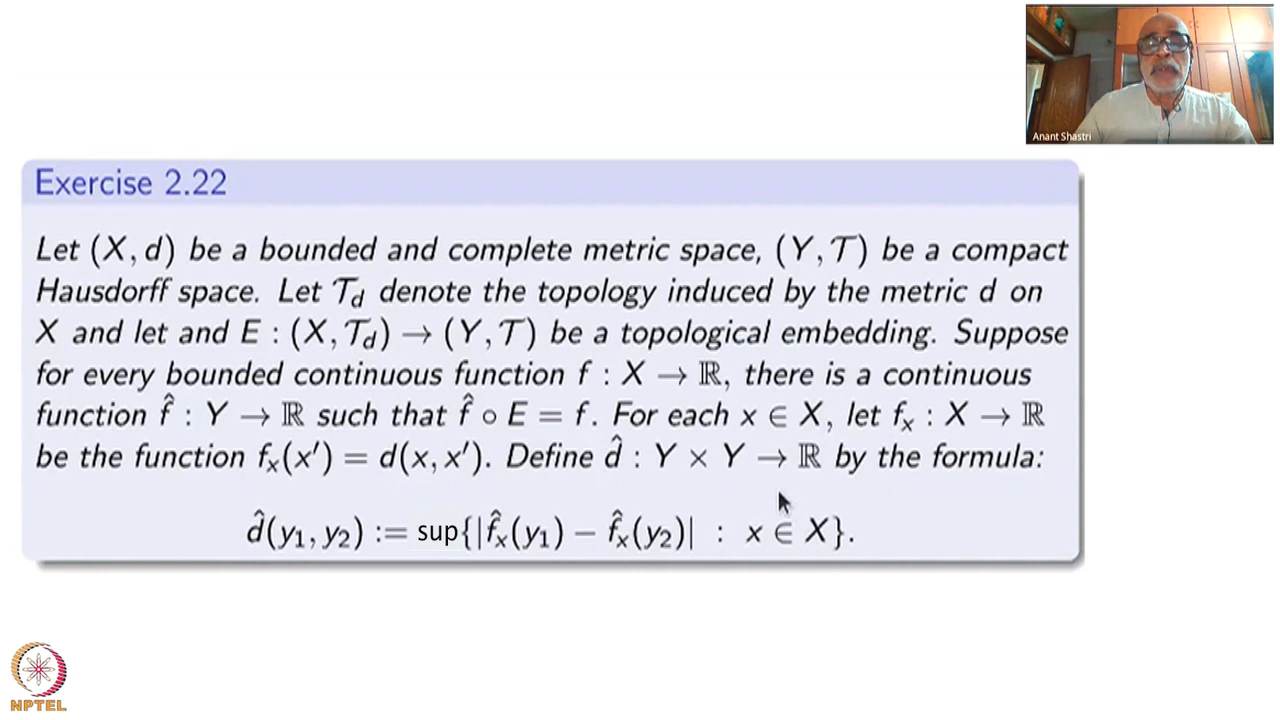 Anant Shastri
Exercise 2.22
Let (X, d) be a bounded and complete metric space, (Y, 𝒯) be a compact
Hausdorff space. Let 𝒯_d denote the topology induced by the metric d on
X and let and E : (X, 𝒯_d) → (Y, 𝒯) be a topological embedding. Suppose
for every bounded continuous function f : X → ℝ, there is a continuous
function f̂ : Y → ℝ such that f̂ ∘ E = f. For each x ∈ X, let f_x : X → ℝ
be the function f_x(x′) = d(x, x′). Define d̂ : Y × Y → ℝ by the formula:
d̂(y₁, y₂) := sup{|f̂_x(y₁) − f̂_x(y₂)| : x ∈ X}.
NPTEL